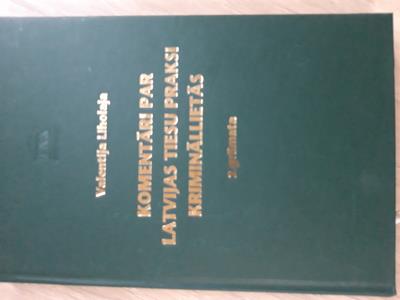 Valentija Liholaja
KOMENTĀRI PAR
LATVIJAS TIESU PRAKSI
KRIMINĀLLIETĀS
2. grāmata